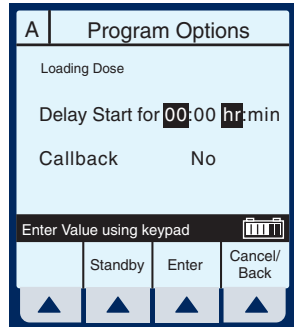 A Program Options
Loading Dose
Delay Start for 00:00 hr:min
Callback No
Enter Value using keypad
Standby Enter Cancel/
Back